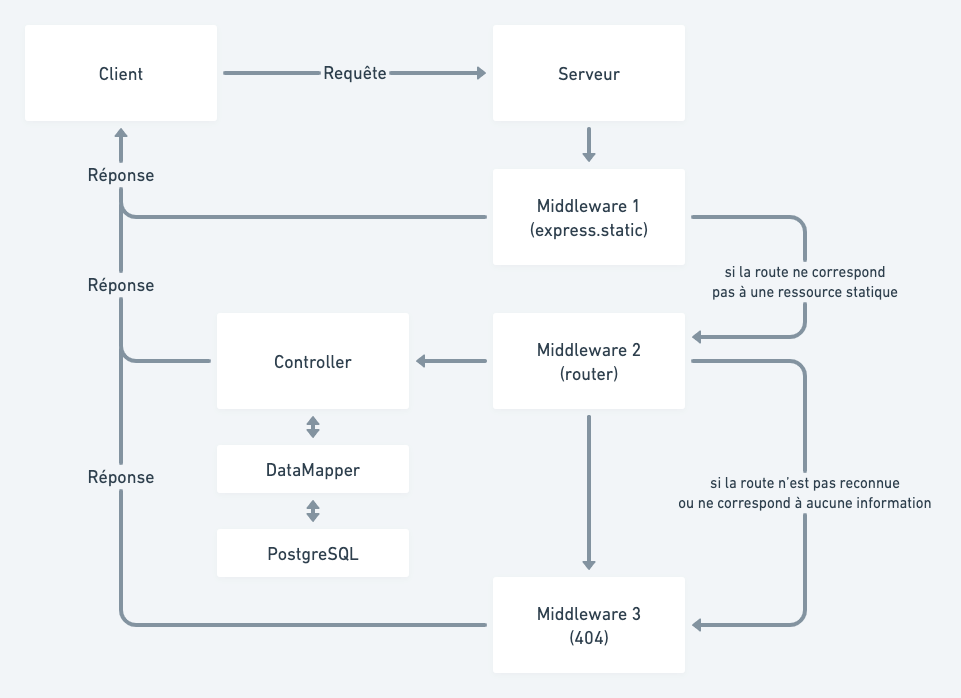 Client
Requête
Serveur
Réponse
Middleware 1
(express.static)
si la route ne correspond
pas à une ressource statique
Réponse
Controller
Middleware 2
(router)
DataMapper
Réponse
si la route n'est pas reconnue
ou ne correspond à aucune information
PostgreSQL
Middleware 3
(404)